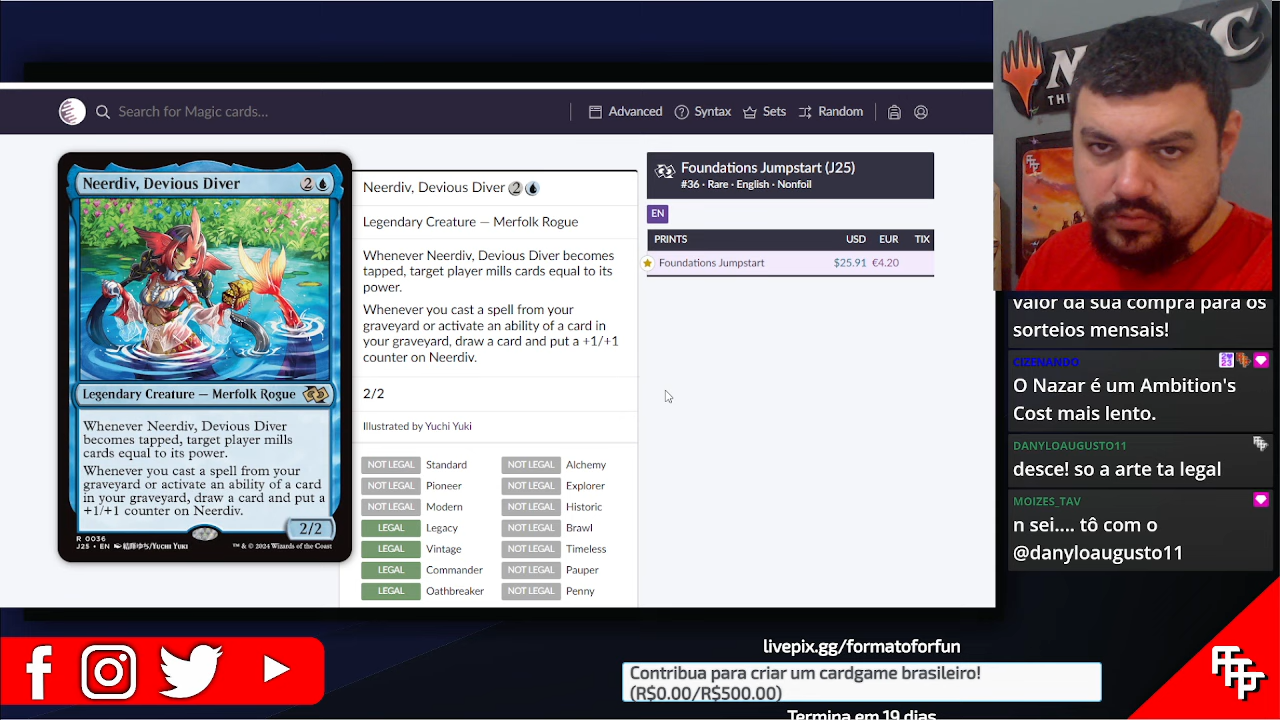 Search for Magic cards...
Advanced
Syntax
Sets
Random
Neerdiv, Devious Diver 2
Legendary Creature — Merfolk Rogue
Whenever Neerdiv, Devious Diver
becomes tapped, target player mills
cards equal to its power.
Whenever you cast a spell from your
graveyard or activate an ability of a card
in your graveyard, draw a card and put a
+1/+1 counter on Neerdiv.
2/2
R 0036
J25 • EN YUCHI YUKI
™ & © 2024 Wizards of the Coast
Neerdiv, Devious Diver 2
Legendary Creature — Merfolk Rogue
Whenever Neerdiv, Devious Diver becomes
tapped, target player mills cards equal to its
power.
Whenever you cast a spell from your
graveyard or activate an ability of a card in
your graveyard, draw a card and put a +1/+1
counter on Neerdiv.
2/2
Illustrated by Yuchi Yuki
NOT LEGAL Standard NOT LEGAL Alchemy
NOT LEGAL Pioneer NOT LEGAL Explorer
NOT LEGAL Modern NOT LEGAL Historic
LEGAL Legacy NOT LEGAL Brawl
LEGAL Vintage NOT LEGAL Timeless
LEGAL Commander NOT LEGAL Pauper
LEGAL Oathbreaker NOT LEGAL Penny
Foundations Jumpstart (J25)
#36 · Rare · English · Nonfoil
EN
PRINTS USD EUR TIX
Foundations Jumpstart $25.91 €4.20
valor da sua compra para os
sorteios mensais!
CIZENANDO
O Nazar é um Ambition's
Cost mais lento.
DANYLOAUGUSTO11
desce! so a arte ta legal
MOIZES_TAV
n sei.... tô com o
@danyloaugusto11
livepix.gg/formatoforfun
Contribua para criar um cardgame brasileiro!
(R$0.00/R$500.00)
Termina em 19 dias
FFF